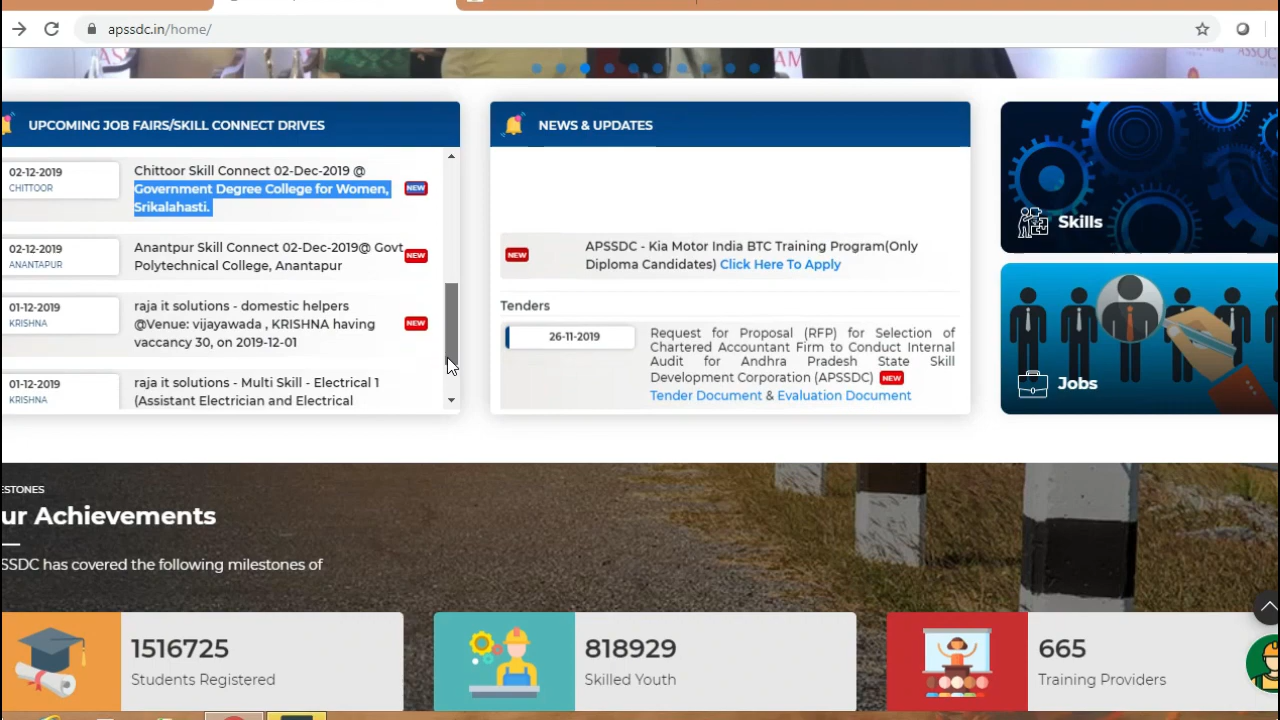 apssdc.in/home/
UPCOMING JOB FAIRS/SKILL CONNECT DRIVES
02-12-2019
CHITTOOR
Chittoor Skill Connect 02-Dec-2019 @
Government Degree College for Women,
Srikalahasti.
NEW
02-12-2019
ANANTAPUR
Anantpur Skill Connect 02-Dec-2019@ Govt
Polytechnical College, Anantapur
NEW
01-12-2019
KRISHNA
raja it solutions - domestic helpers
@Venue: vijayawada , KRISHNA having
vaccancy 30, on 2019-12-01
NEW
01-12-2019
KRISHNA
raja it solutions - Multi Skill - Electrical 1
(Assistant Electrician and Electrical
NEWS & UPDATES
NEW
APSSDC - Kia Motor India BTC Training Program(Only
Diploma Candidates) Click Here To Apply
Tenders
26-11-2019
Request for Proposal (RFP) for Selection of
Chartered Accountant Firm to Conduct Internal
Audit for Andhra Pradesh State Skill
Development Corporation (APSSDC) NEW
Tender Document & Evaluation Document
Skills
Jobs
ESTONES
ur Achievements
SSDC has covered the following milestones of
1516725
Students Registered
818929
Skilled Youth
665
Training Providers